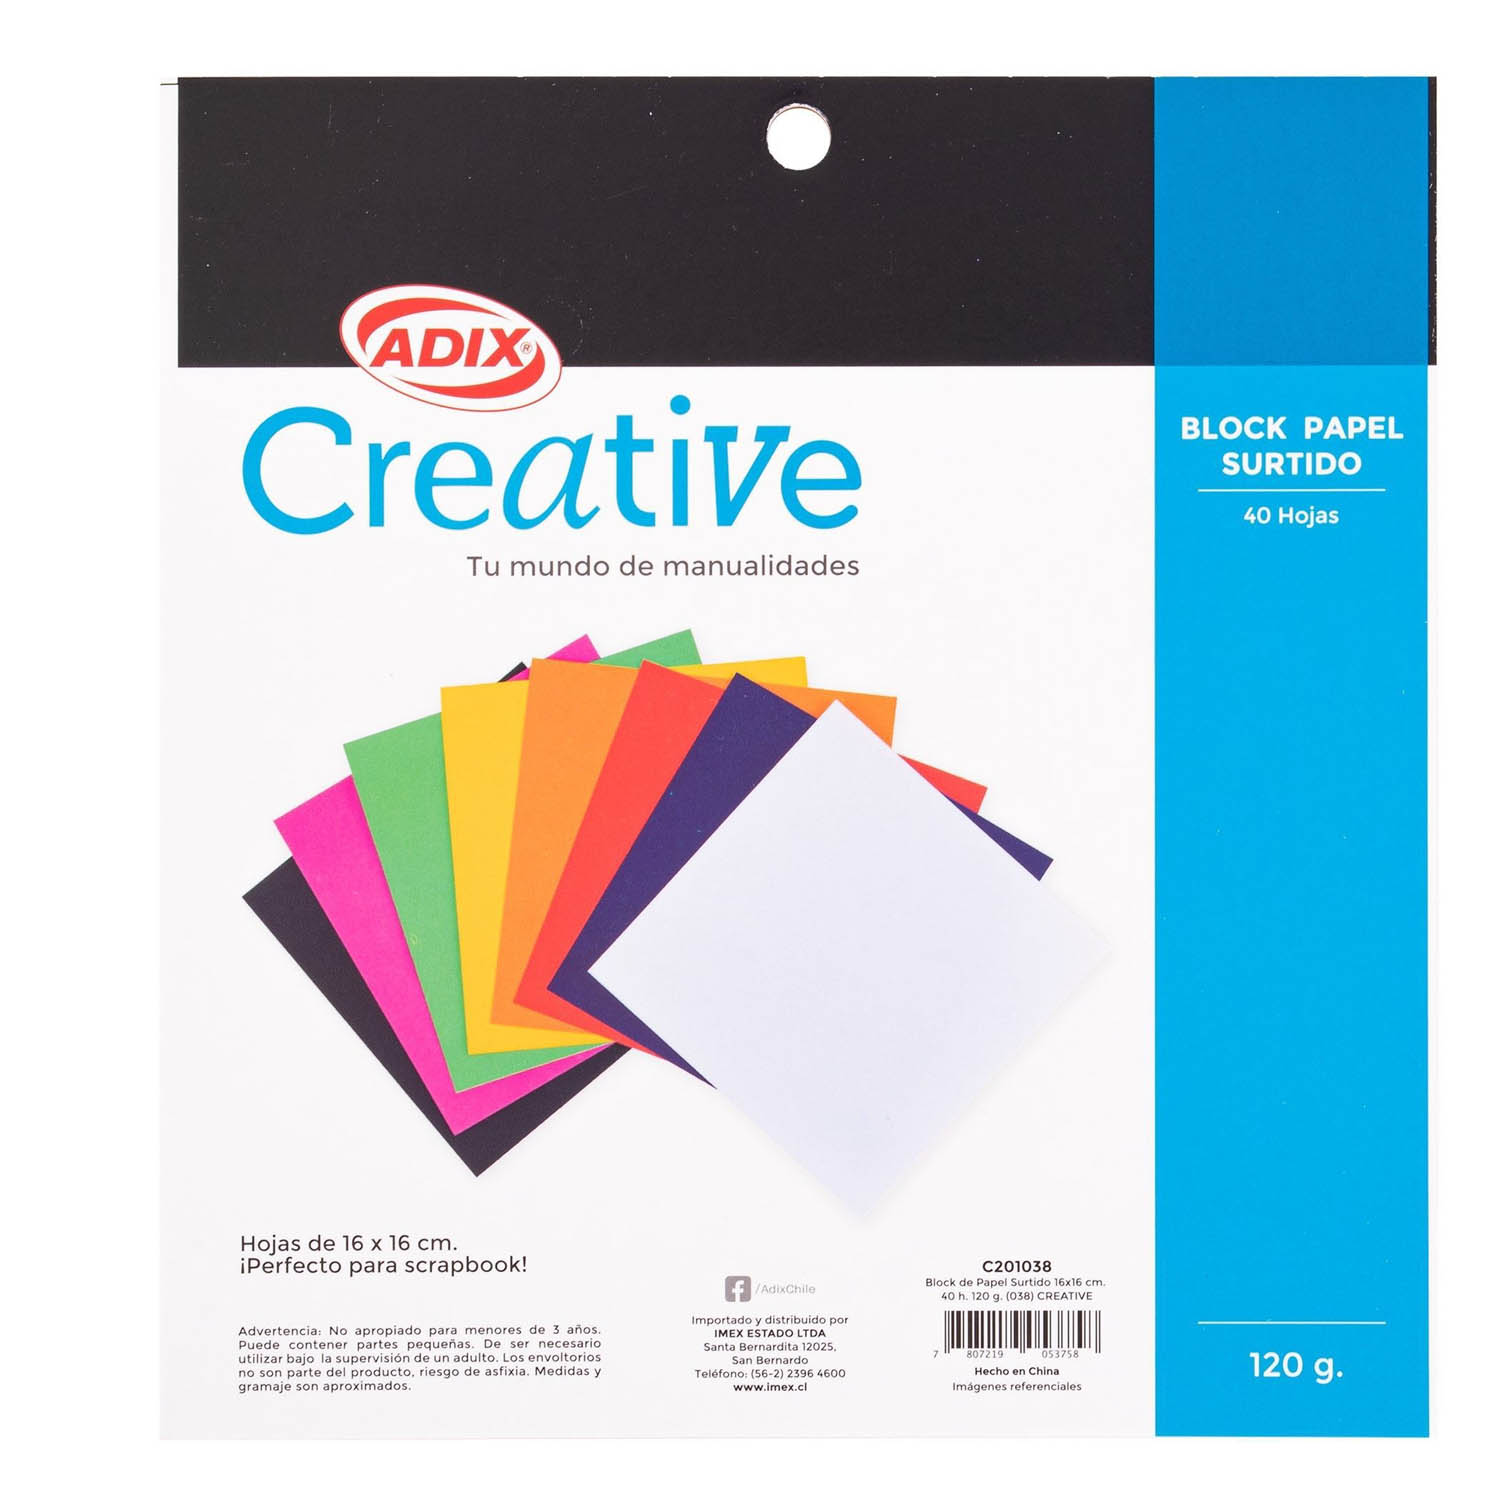 ADIX®
Creative
Tu mundo de manualidades
BLOCK PAPEL
SURTIDO
40 Hojas
Hojas de 16 x 16 cm.
¡Perfecto para scrapbook!
Advertencia: No apropiado para menores de 3 años.
Puede contener partes pequeñas. De ser necesario
utilizar bajo la supervisión de un adulto. Los envoltorios
no son parte del producto, riesgo de asfixia. Medidas y
gramaje son aproximados.
f /AdixChile
Importado y distribuido por
IMEX ESTADO LTDA
Santa Bernardita 12025,
San Bernardo
Teléfono: (56-2) 2396 4600
www.imex.cl
C201038
Block de Papel Surtido 16x16 cm.
40 h. 120 g. (038) CREATIVE
7 807219 053758
Hecho en China
Imágenes referenciales
120 g.